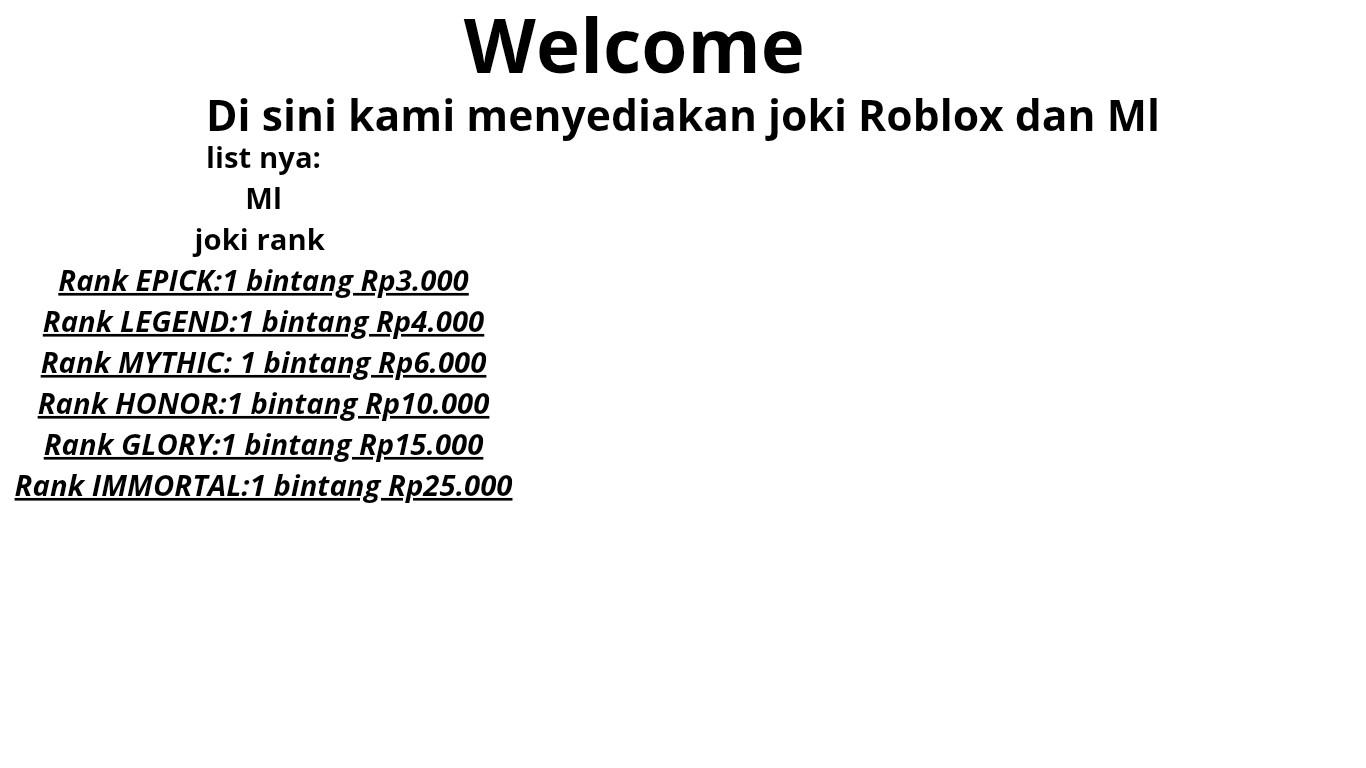 Welcome
Di sini kami menyediakan joki Roblox dan Ml
list nya:
Ml
joki rank
Rank EPICK:1 bintang Rp3.000
Rank LEGEND:1 bintang Rp4.000
Rank MYTHIC: 1 bintang Rp6.000
Rank HONOR:1 bintang Rp10.000
Rank GLORY:1 bintang Rp15.000
Rank IMMORTAL:1 bintang Rp25.000